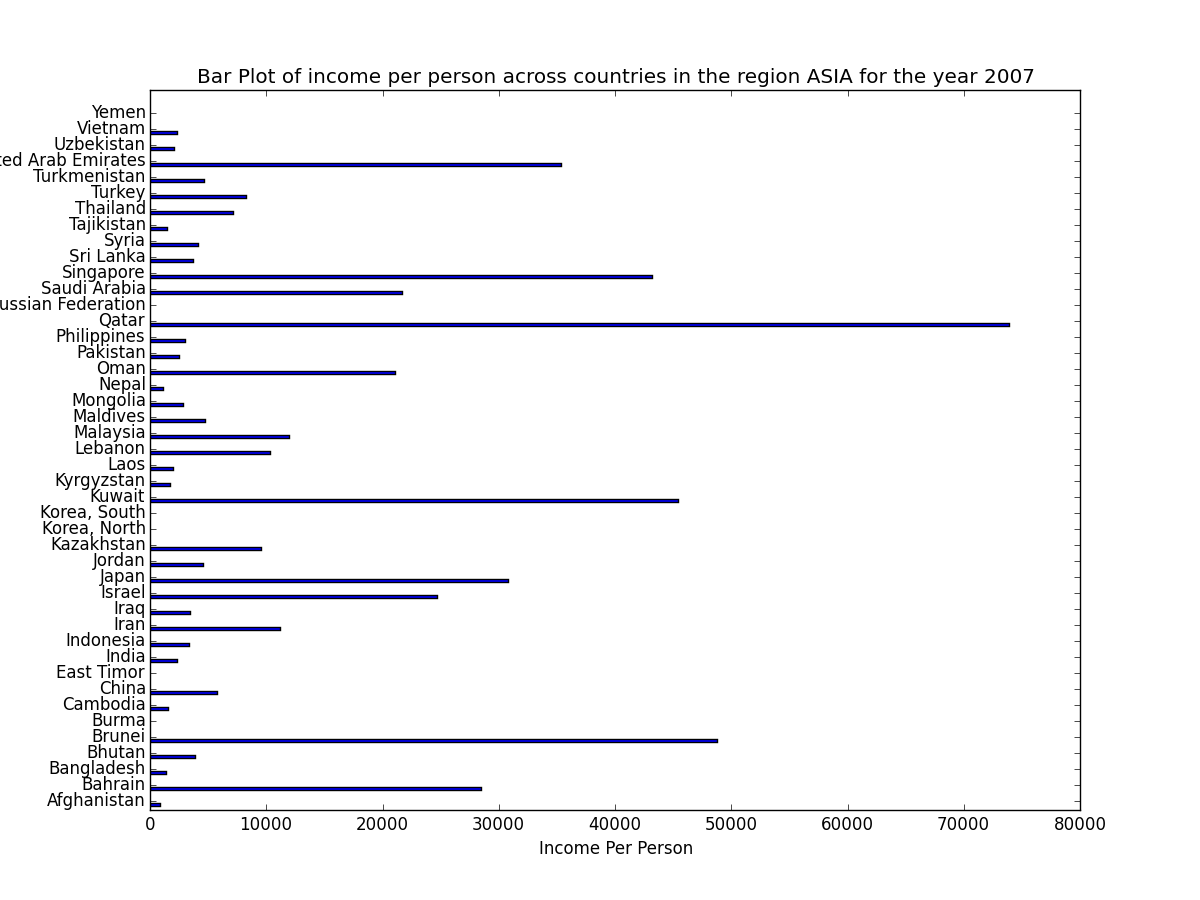 Bar Plot of income per person across countries in the region ASIA for the year 2007
Yemen
Vietnam
Uzbekistan
ted Arab Emirates
Turkmenistan
Turkey
Thailand
Tajikistan
Syria
Sri Lanka
Singapore
Saudi Arabia
ussian Federation
Qatar
Philippines
Pakistan
Oman
Nepal
Mongolia
Maldives
Malaysia
Lebanon
Laos
Kyrgyzstan
Kuwait
Korea, South
Korea, North
Kazakhstan
Jordan
Japan
Israel
Iraq
Iran
Indonesia
India
East Timor
China
Cambodia
Burma
Brunei
Bhutan
Bangladesh
Bahrain
Afghanistan
0 10000 20000 30000 40000 50000 60000 70000 80000
Income Per Person